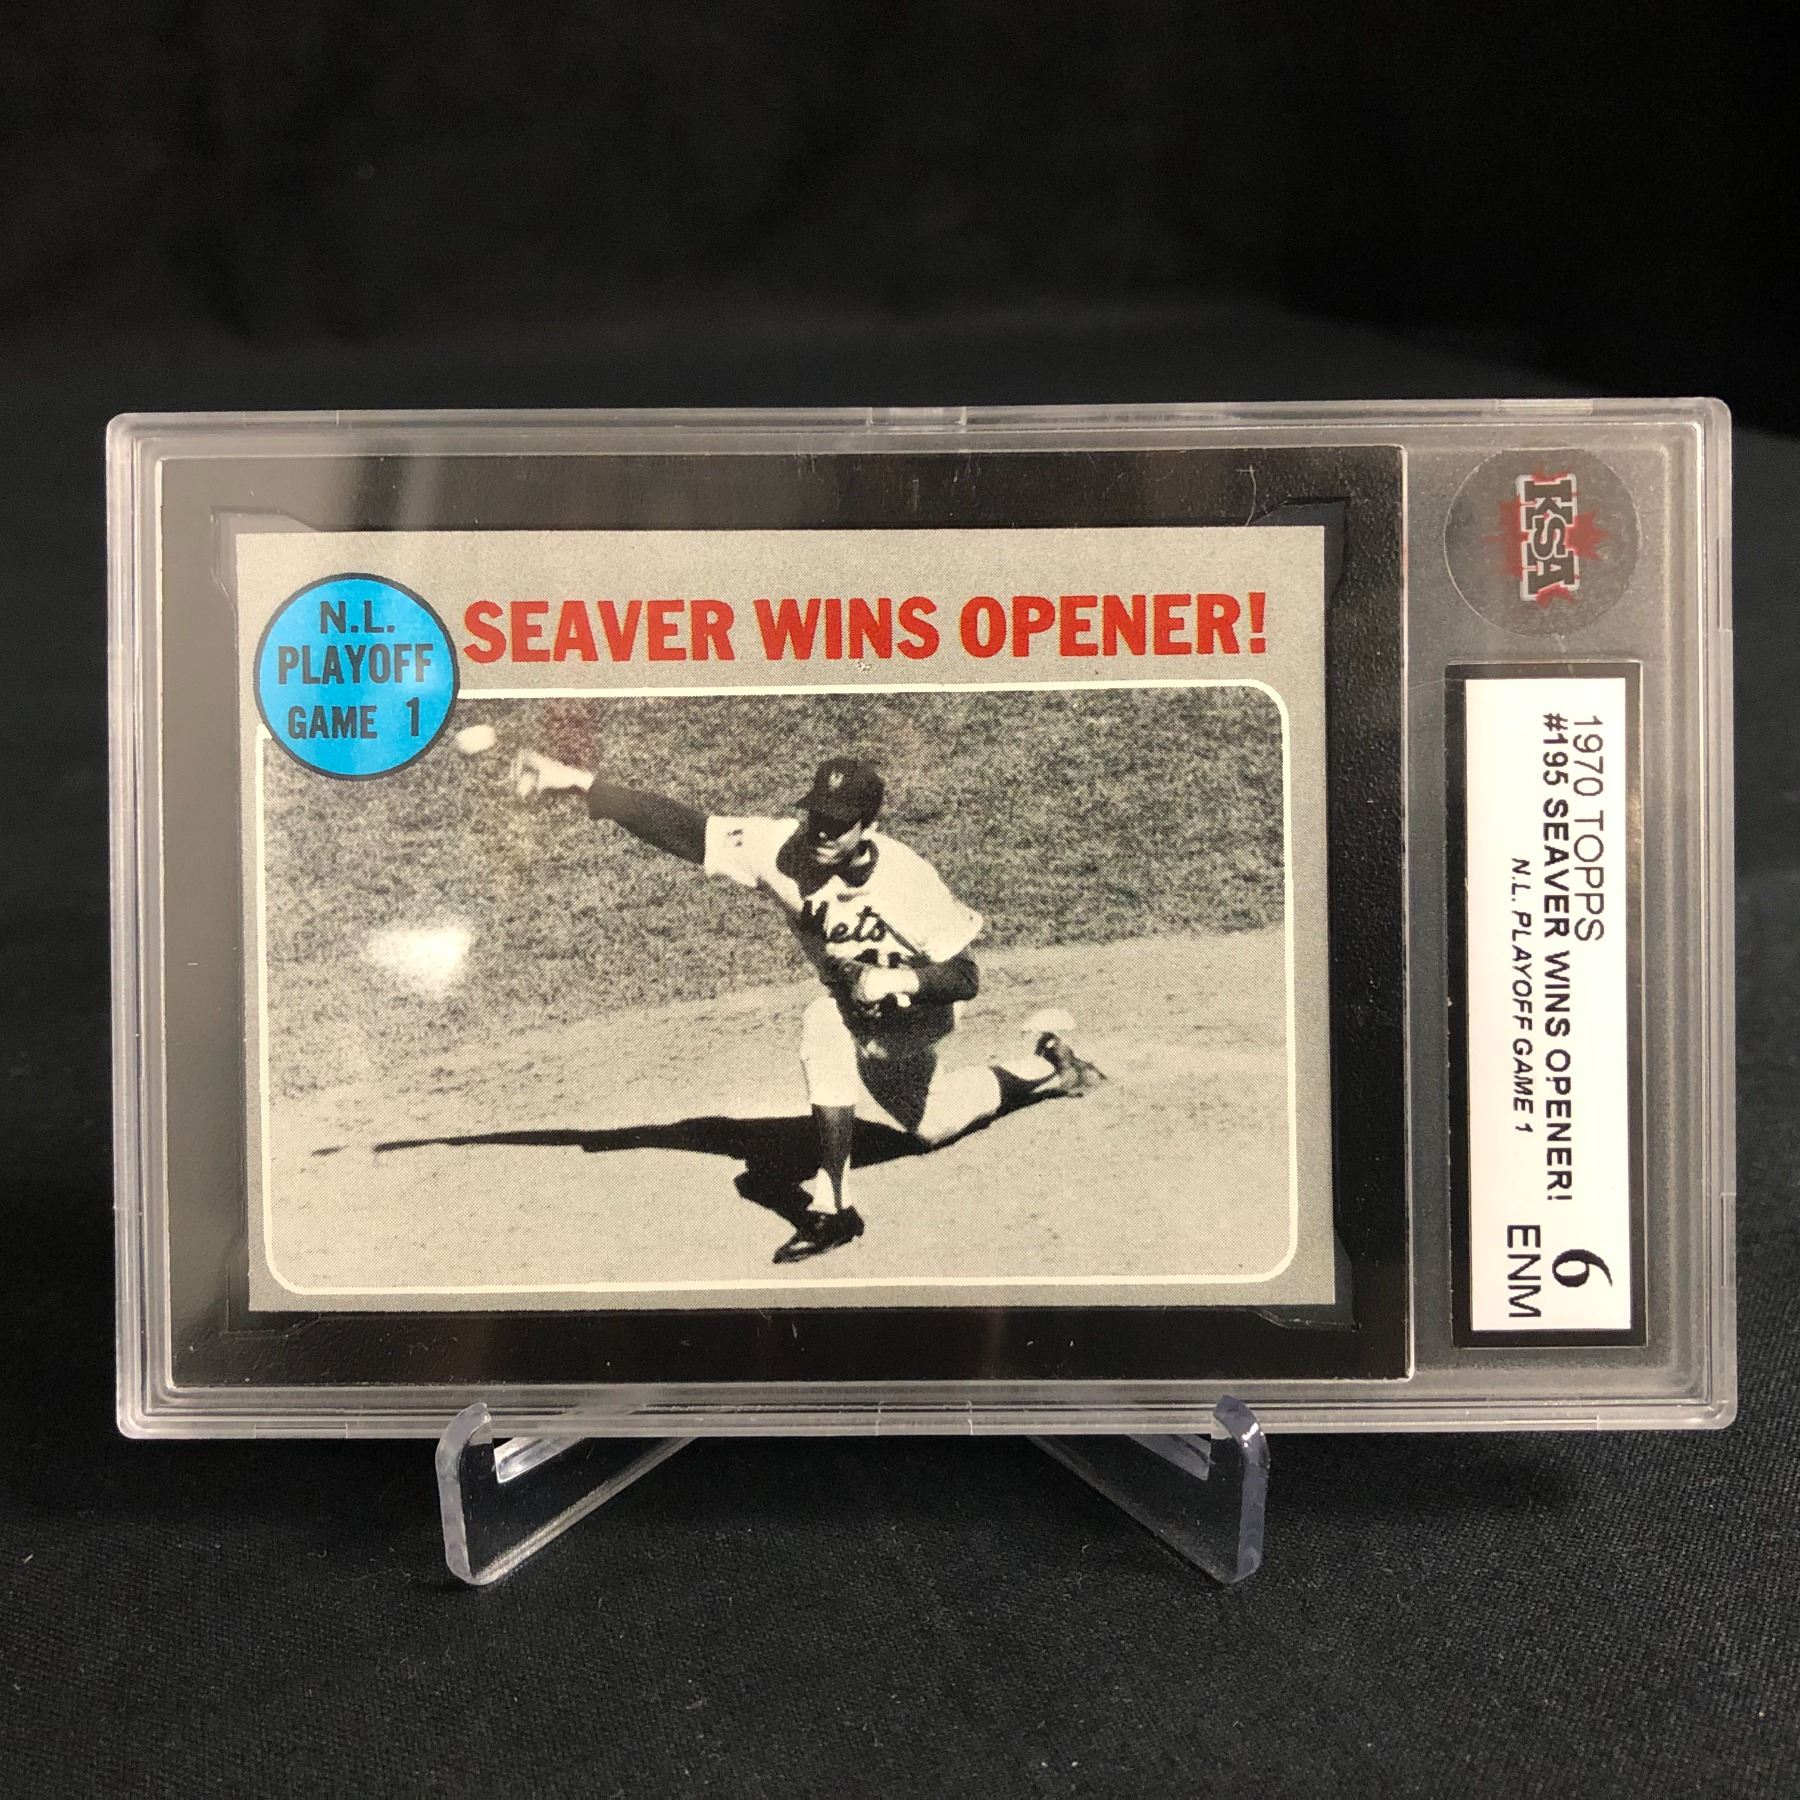 N.L.
PLAYOFF
GAME 1
SEAVER WINS OPENER!
Mets
KSA
1970 TOPPS
#195 SEAVER WINS OPENER!
N.L. PLAYOFF GAME 1
6
ENM